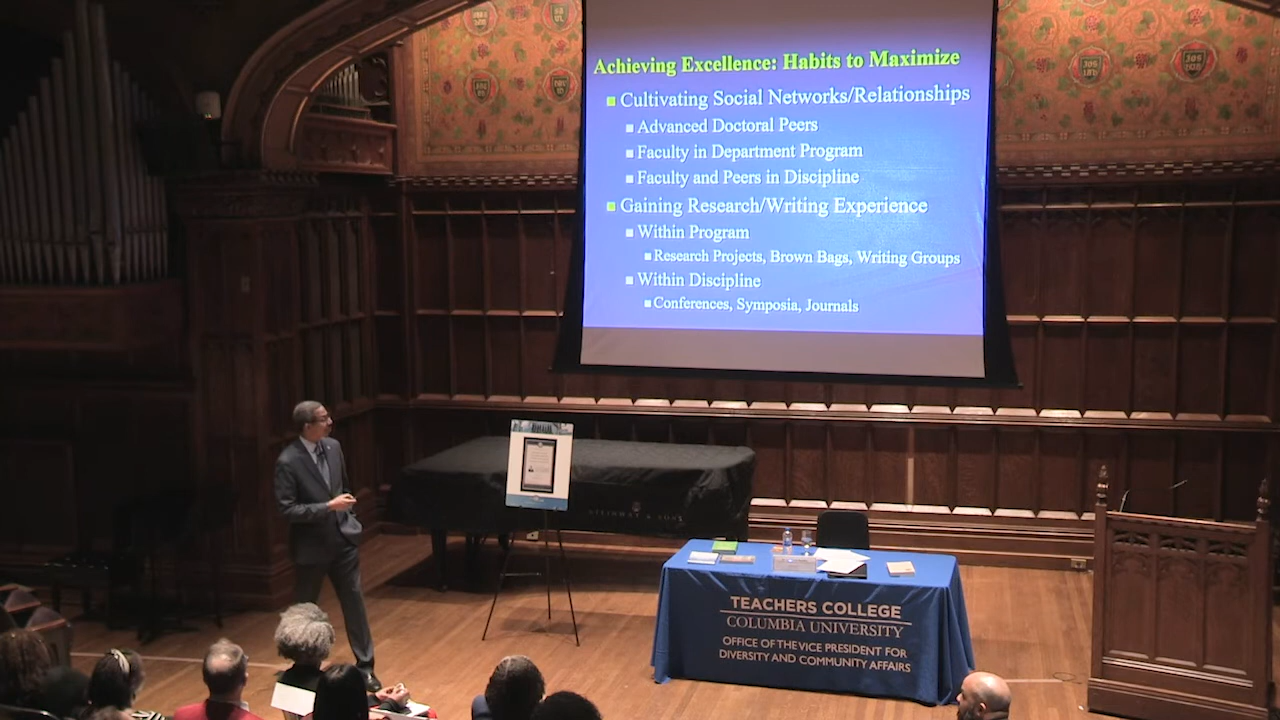 Achieving Excellence: Habits to Maximize
Cultivating Social Networks/Relationships
Advanced Doctoral Peers
Faculty in Department Program
Faculty and Peers in Discipline
Gaining Research/Writing Experience
Within Program
Research Projects, Brown Bags, Writing Groups
Within Discipline
Conferences, Symposia, Journals
STEINWAY & SONS
TEACHERS COLLEGE
COLUMBIA UNIVERSITY
OFFICE OF THE VICE PRESIDENT FOR
DIVERSITY AND COMMUNITY AFFAIRS